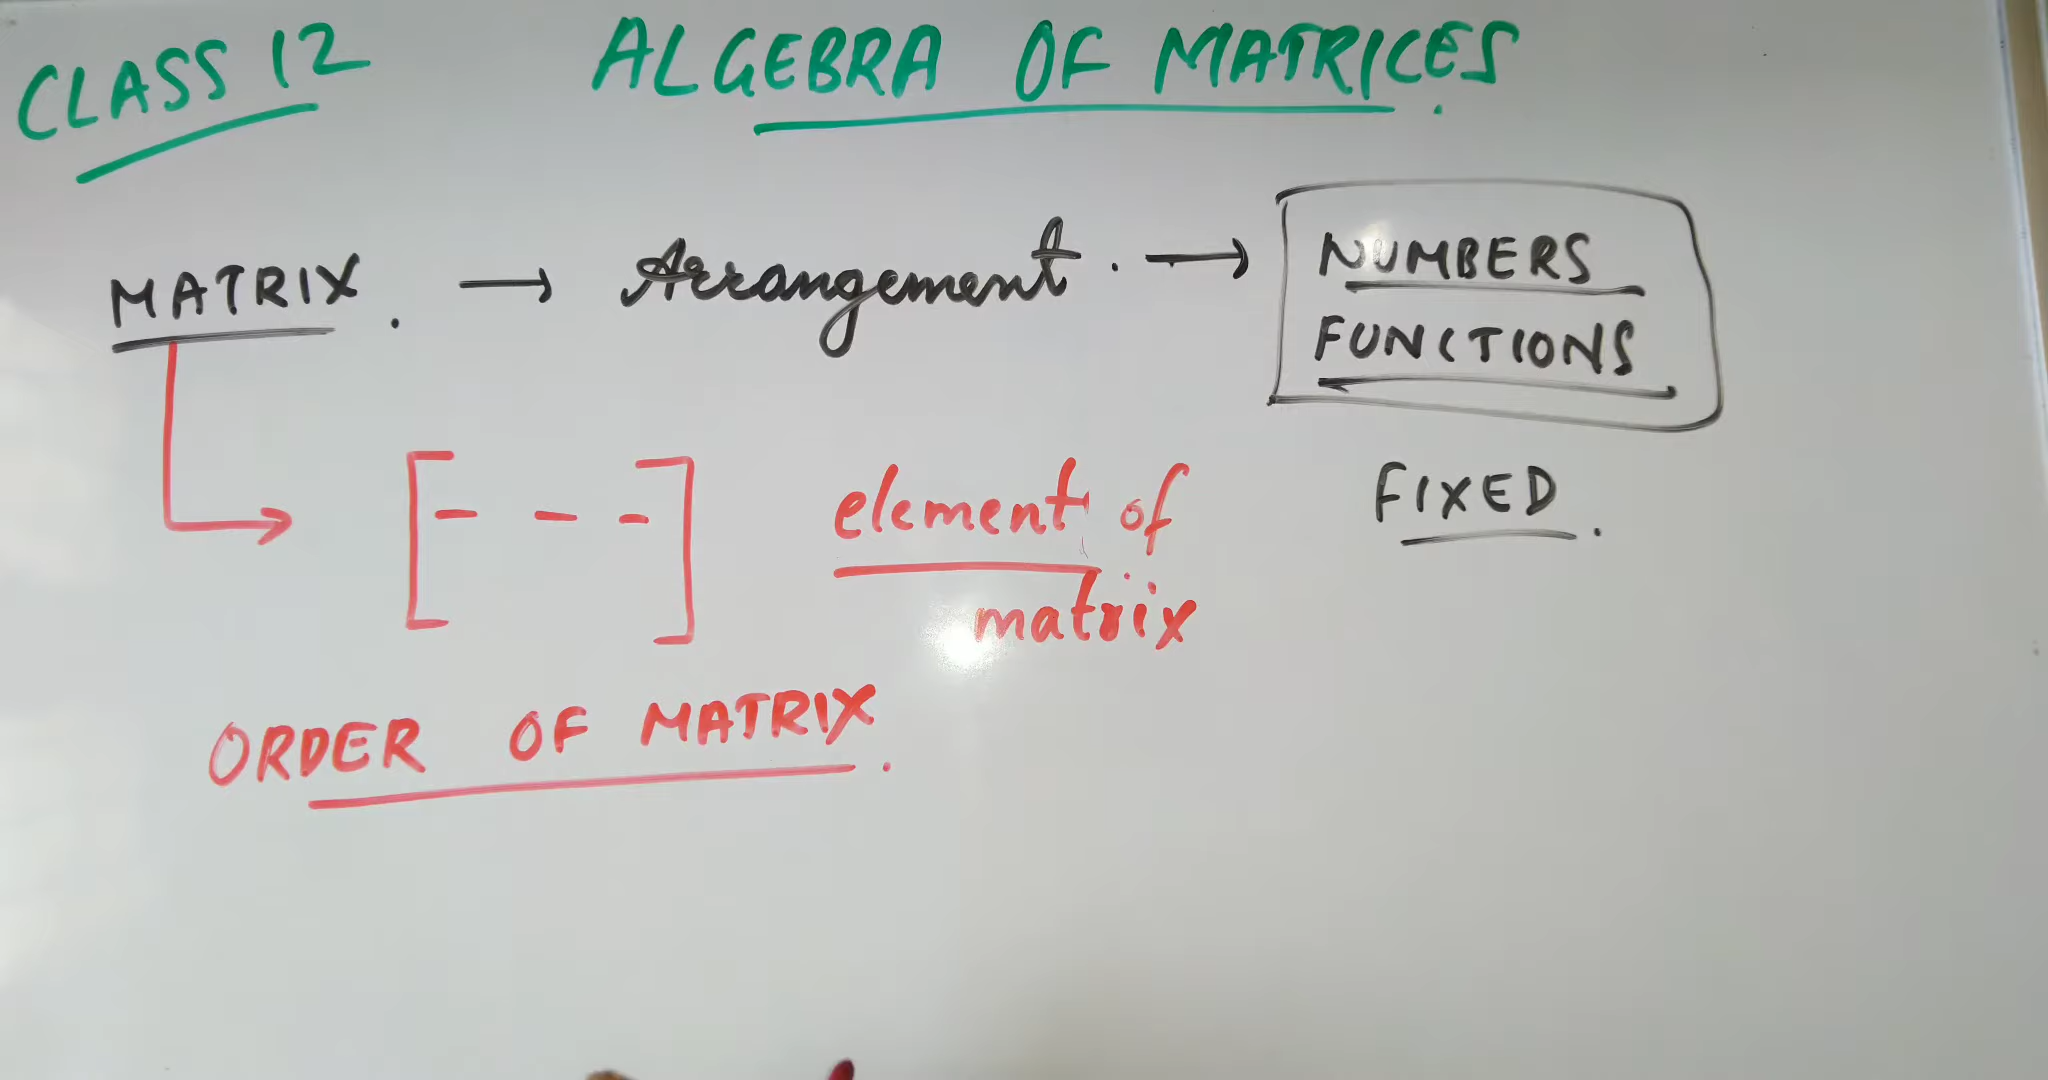 CLASS 12
ALGEBRA OF MATRICES.
MATRIX. → Arrangement. → NUMBERS
FUNCTIONS
FIXED.
[- - -]
element of
matrix
ORDER OF MATRIX.